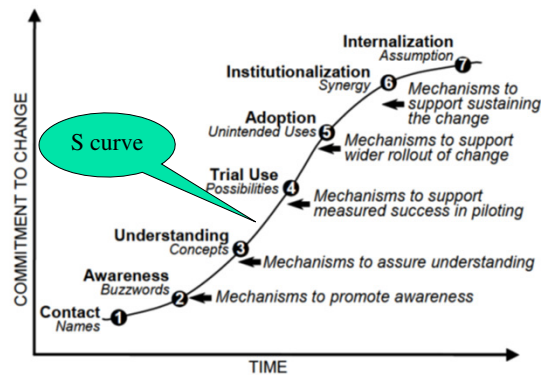 Internalization
Assumption
7
Institutionalization
Synergy
6
Mechanisms to
support sustaining
the change
Adoption
Unintended Uses
5
Mechanisms to support
wider rollout of change
S curve
Trial Use
Possibilities
4
Mechanisms to support
measured success in piloting
Understanding
Concepts
3
Mechanisms to assure understanding
Awareness
Buzzwords
2
Mechanisms to promote awareness
Contact
Names
1
COMMITMENT TO CHANGE
TIME